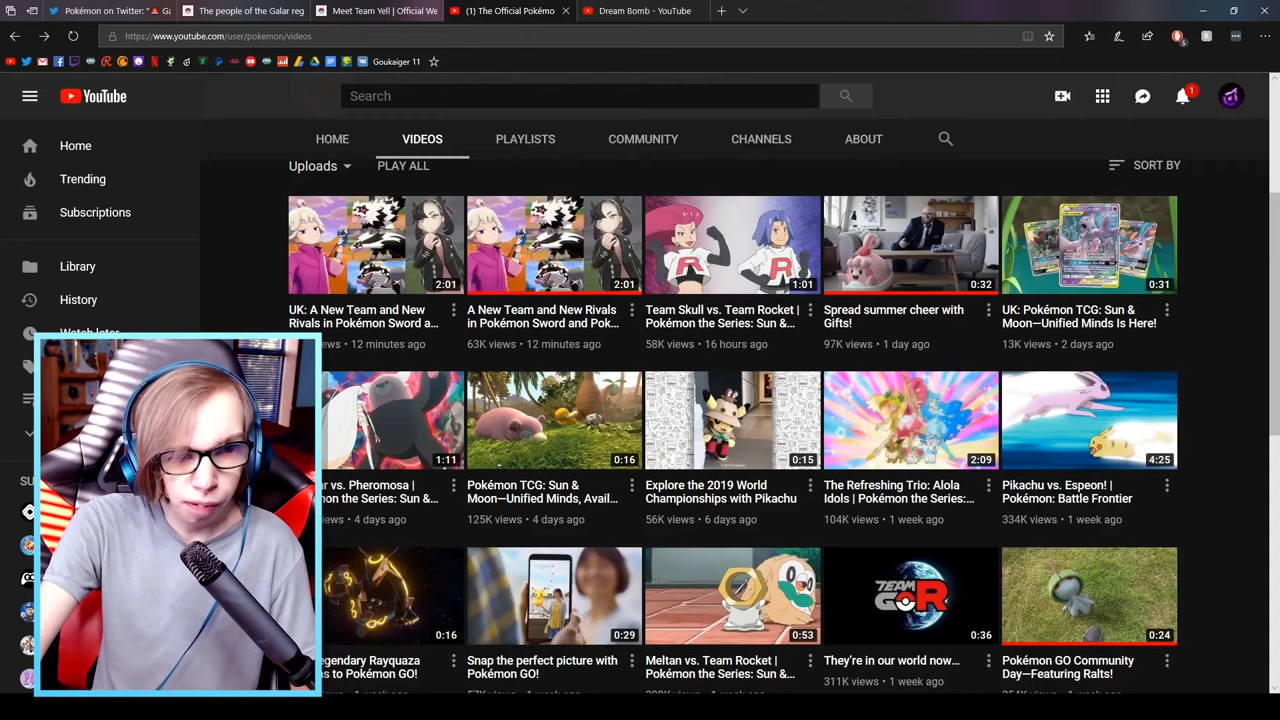 Pokémon on Twitter: "🔺 Ga
The people of the Galar reg
Meet Team Yell | Official We
(1) The Official Pokémo
Dream Bomb - YouTube
https://www.youtube.com/user/pokemon/videos
Goukaiger 11
YouTube
Search
1
HOME
VIDEOS
PLAYLISTS
COMMUNITY
CHANNELS
ABOUT
Home
Trending
Subscriptions
Library
History
Watch later
SU
Uploads
PLAY ALL
SORT BY
2:01
2:01
1:01
0:32
0:31
UK: A New Team and New
Rivals in Pokémon Sword a...
views • 12 minutes ago
A New Team and New Rivals
in Pokémon Sword and Pok...
63K views • 12 minutes ago
Team Skull vs. Team Rocket |
Pokémon the Series: Sun &...
58K views • 16 hours ago
Spread summer cheer with
Gifts!
97K views • 1 day ago
UK: Pokémon TCG: Sun &
Moon—Unified Minds Is Here!
13K views • 2 days ago
1:11
0:16
0:15
2:09
4:25
ar vs. Pheromosa |
on the Series: Sun &...
views • 4 days ago
Pokémon TCG: Sun &
Moon—Unified Minds, Avail...
125K views • 4 days ago
Explore the 2019 World
Championships with Pikachu
56K views • 6 days ago
The Refreshing Trio: Alola
Idols | Pokémon the Series:...
104K views • 1 week ago
Pikachu vs. Espeon! |
Pokémon: Battle Frontier
334K views • 1 week ago
TEAM
GO R
0:16
0:29
0:53
0:36
0:24
egendary Rayquaza
ns to Pokémon GO!
Snap the perfect picture with
Pokémon GO!
Meltan vs. Team Rocket |
Pokémon the Series: Sun &...
They're in our world now...
311K views • 1 week ago
Pokémon GO Community
Day—Featuring Ralts!